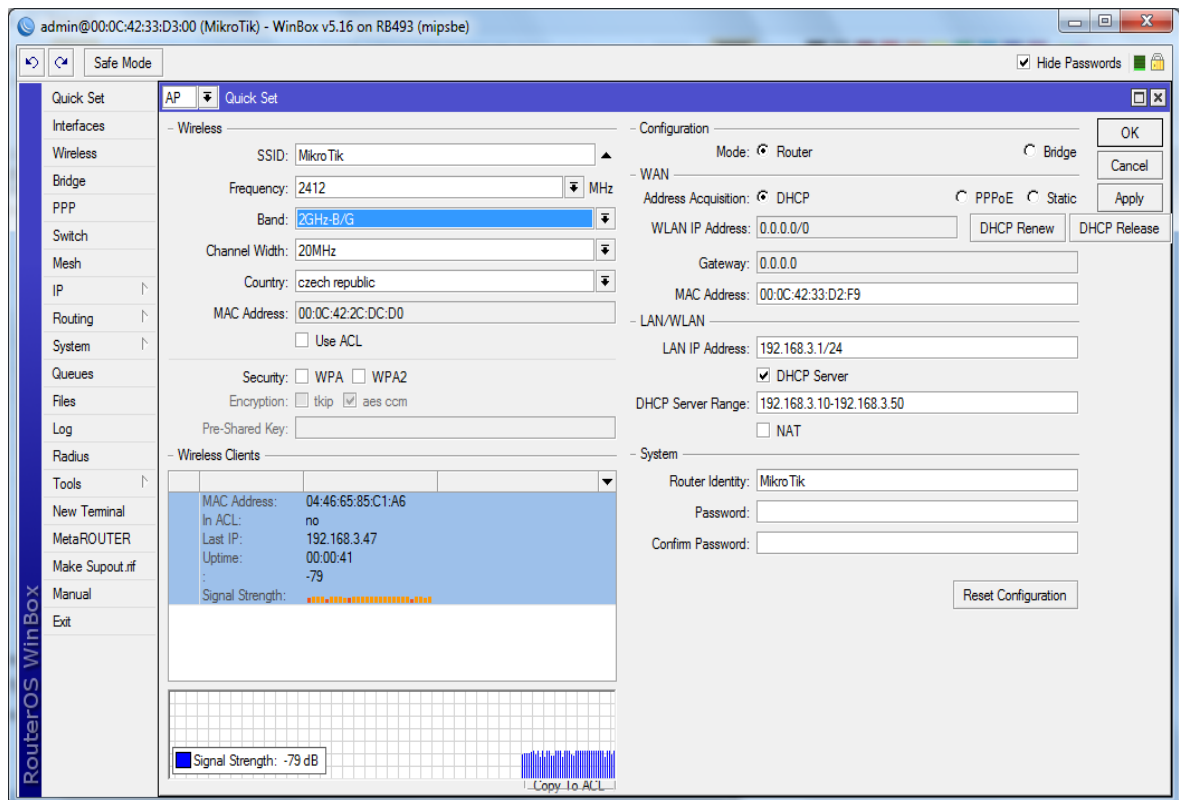 admin@00:0C:42:33:D3:00 (MikroTik) - WinBox v5.16 on RB493 (mipsbe)
Safe Mode
Hide Passwords
RouterOS WinBox
Quick Set
Interfaces
Wireless
Bridge
PPP
Switch
Mesh
IP
Routing
System
Queues
Files
Log
Radius
Tools
New Terminal
MetaROUTER
Make Supout.rif
Manual
Exit
AP Quick Set
Wireless
SSID: MikroTik
Frequency: 2412 MHz
Band: 2GHz-B/G
Channel Width: 20MHz
Country: czech republic
MAC Address: 00:0C:42:2C:DC:D0
Use ACL
Security: WPA WPA2
Encryption: tkip aes ccm
Pre-Shared Key:
Wireless Clients
MAC Address: 04:46:65:85:C1:A6
In ACL: no
Last IP: 192.168.3.47
Uptime: 00:00:41
: -79
Signal Strength:
Signal Strength: -79 dB
Copy To ACL
Configuration
Mode: Router Bridge
WAN
Address Acquisition: DHCP PPPoE Static
WLAN IP Address: 0.0.0.0/0 DHCP Renew DHCP Release
Gateway: 0.0.0.0
MAC Address: 00:0C:42:33:D2:F9
LAN/WLAN
LAN IP Address: 192.168.3.1/24
DHCP Server
DHCP Server Range: 192.168.3.10-192.168.3.50
NAT
System
Router Identity: MikroTik
Password:
Confirm Password:
Reset Configuration
OK
Cancel
Apply